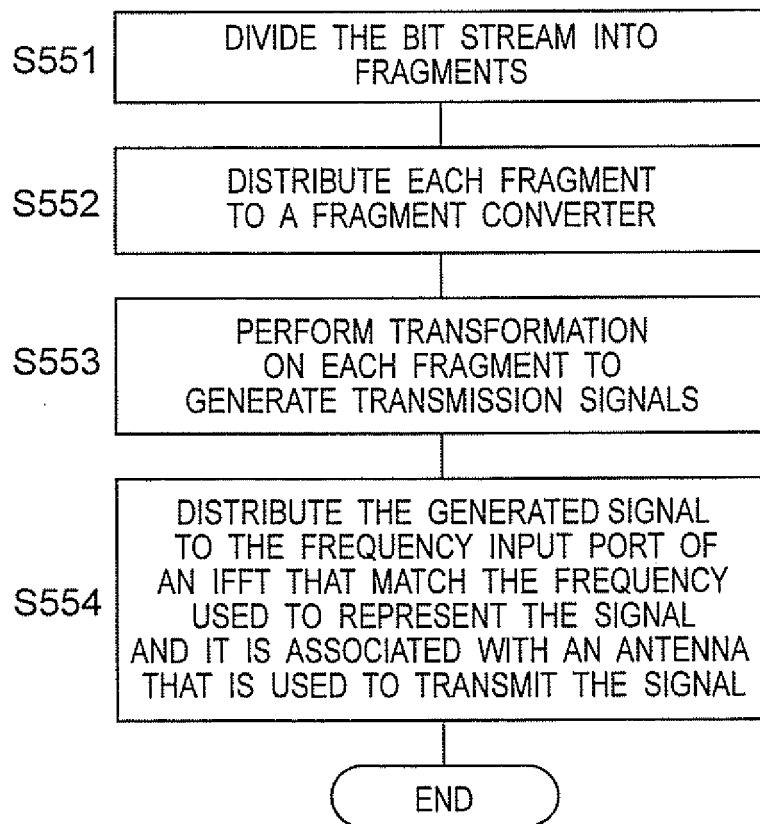 S551
DIVIDE THE BIT STREAM INTO
FRAGMENTS
S552
DISTRIBUTE EACH FRAGMENT
TO A FRAGMENT CONVERTER
S553
PERFORM TRANSFORMATION
ON EACH FRAGMENT TO
GENERATE TRANSMISSION SIGNALS
S554
DISTRIBUTE THE GENERATED SIGNAL
TO THE FREQUENCY INPUT PORT OF
AN IFFT THAT MATCH THE FREQUENCY
USED TO REPRESENT THE SIGNAL
AND IT IS ASSOCIATED WITH AN ANTENNA
THAT IS USED TO TRANSMIT THE SIGNAL
END